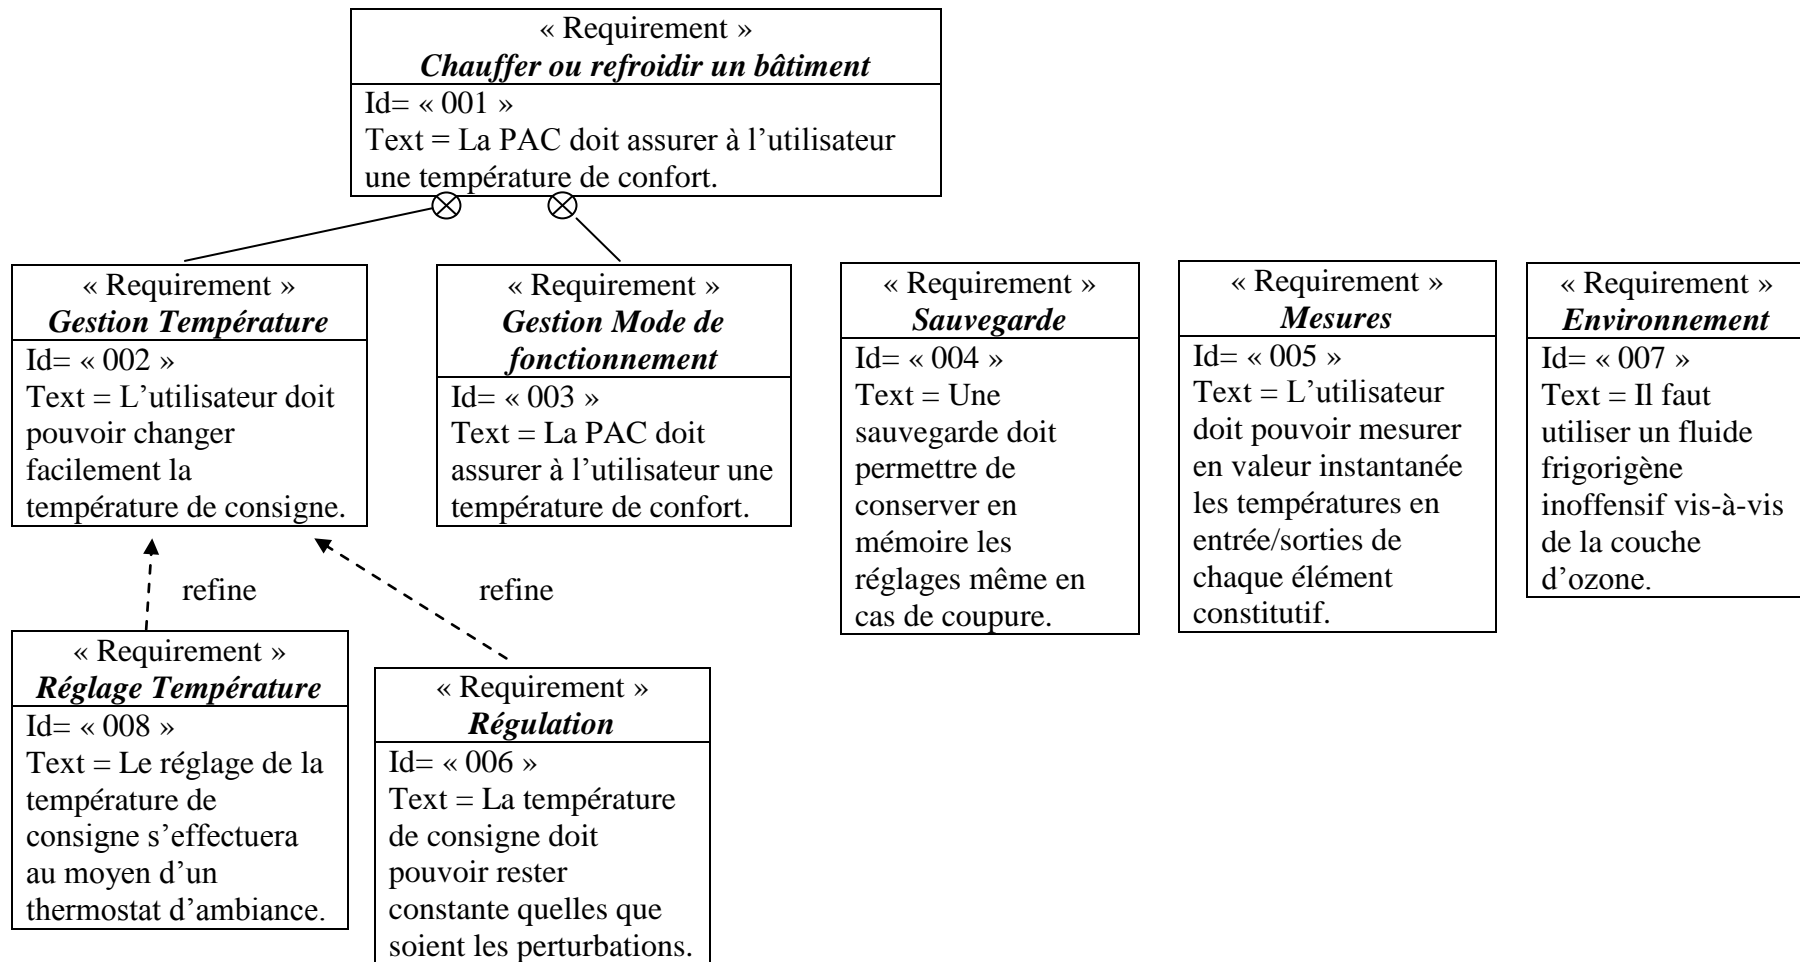 « Requirement »
Chauffer ou refroidir un bâtiment
Id= « 001 »
Text = La PAC doit assurer à l’utilisateur
une température de confort.
« Requirement »
Gestion Température
Id= « 002 »
Text = L’utilisateur doit
pouvoir changer
facilement la
température de consigne.
« Requirement »
Gestion Mode de
fonctionnement
Id= « 003 »
Text = La PAC doit
assurer à l’utilisateur une
température de confort.
« Requirement »
Sauvegarde
Id= « 004 »
Text = Une
sauvegarde doit
permettre de
conserver en
mémoire les
réglages même en
cas de coupure.
« Requirement »
Mesures
Id= « 005 »
Text = L’utilisateur
doit pouvoir mesurer
en valeur instantanée
les températures en
entrée/sorties de
chaque élément
constitutif.
« Requirement »
Environnement
Id= « 007 »
Text = Il faut
utiliser un fluide
frigorigène
inoffensif vis-à-vis
de la couche
d’ozone.
refine
refine
« Requirement »
Réglage Température
Id= « 008 »
Text = Le réglage de la
température de
consigne s’effectuera
au moyen d’un
thermostat d’ambiance.
« Requirement »
Régulation
Id= « 006 »
Text = La température
de consigne doit
pouvoir rester
constante quelles que
soient les perturbations.